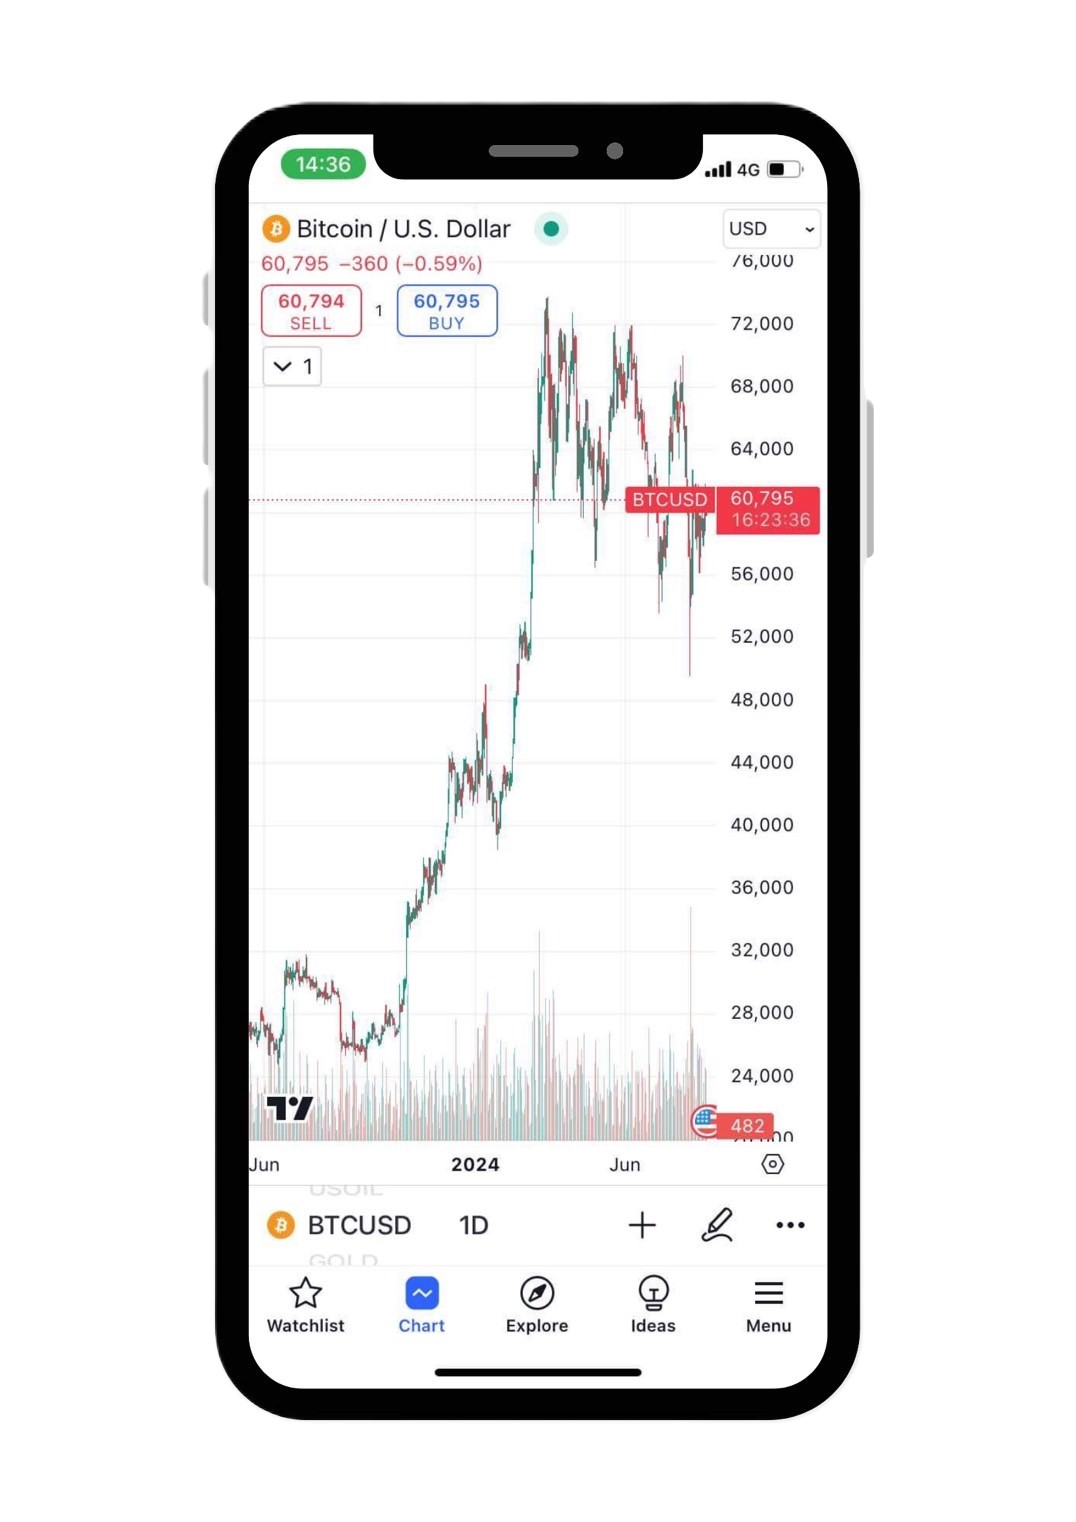 14:36
4G
Bitcoin / U.S. Dollar
USD
60,795 −360 (−0.59%)
76,000
60,794
SELL
1
60,795
BUY
72,000
1
68,000
64,000
BTCUSD
60,795
16:23:36
56,000
52,000
48,000
44,000
40,000
36,000
32,000
28,000
24,000
482
Jun
2024
Jun
USOIL
BTCUSD
1D
GOLD
Watchlist
Chart
Explore
Ideas
Menu